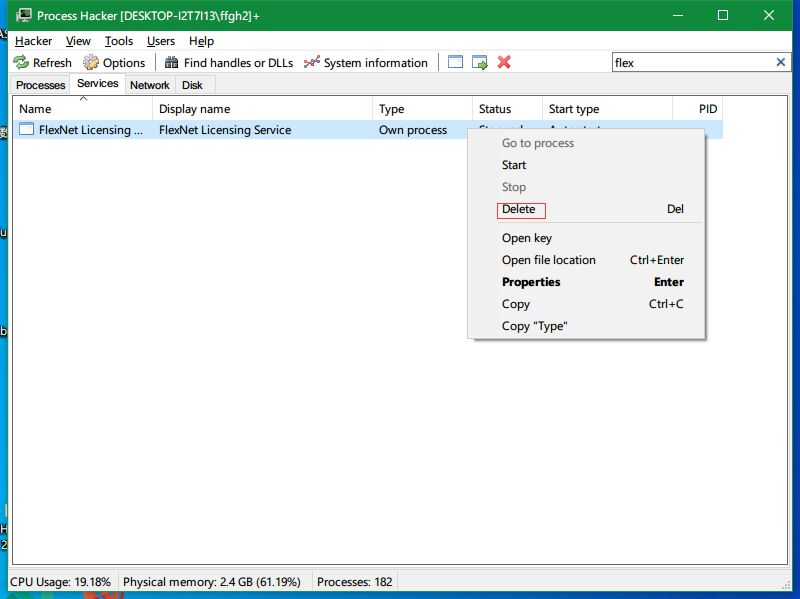 Process Hacker [DESKTOP-I2T7I13\ffgh2]+
Hacker View Tools Users Help
Refresh Options Find handles or DLLs System information flex
Processes Services Network Disk
Name Display name Type Status Start type PID
FlexNet Licensing ... FlexNet Licensing Service Own process
Go to process
Start
Stop
Delete Del
Open key
Open file location Ctrl+Enter
Properties Enter
Copy Ctrl+C
Copy "Type"
CPU Usage: 19.18% Physical memory: 2.4 GB (61.19%) Processes: 182